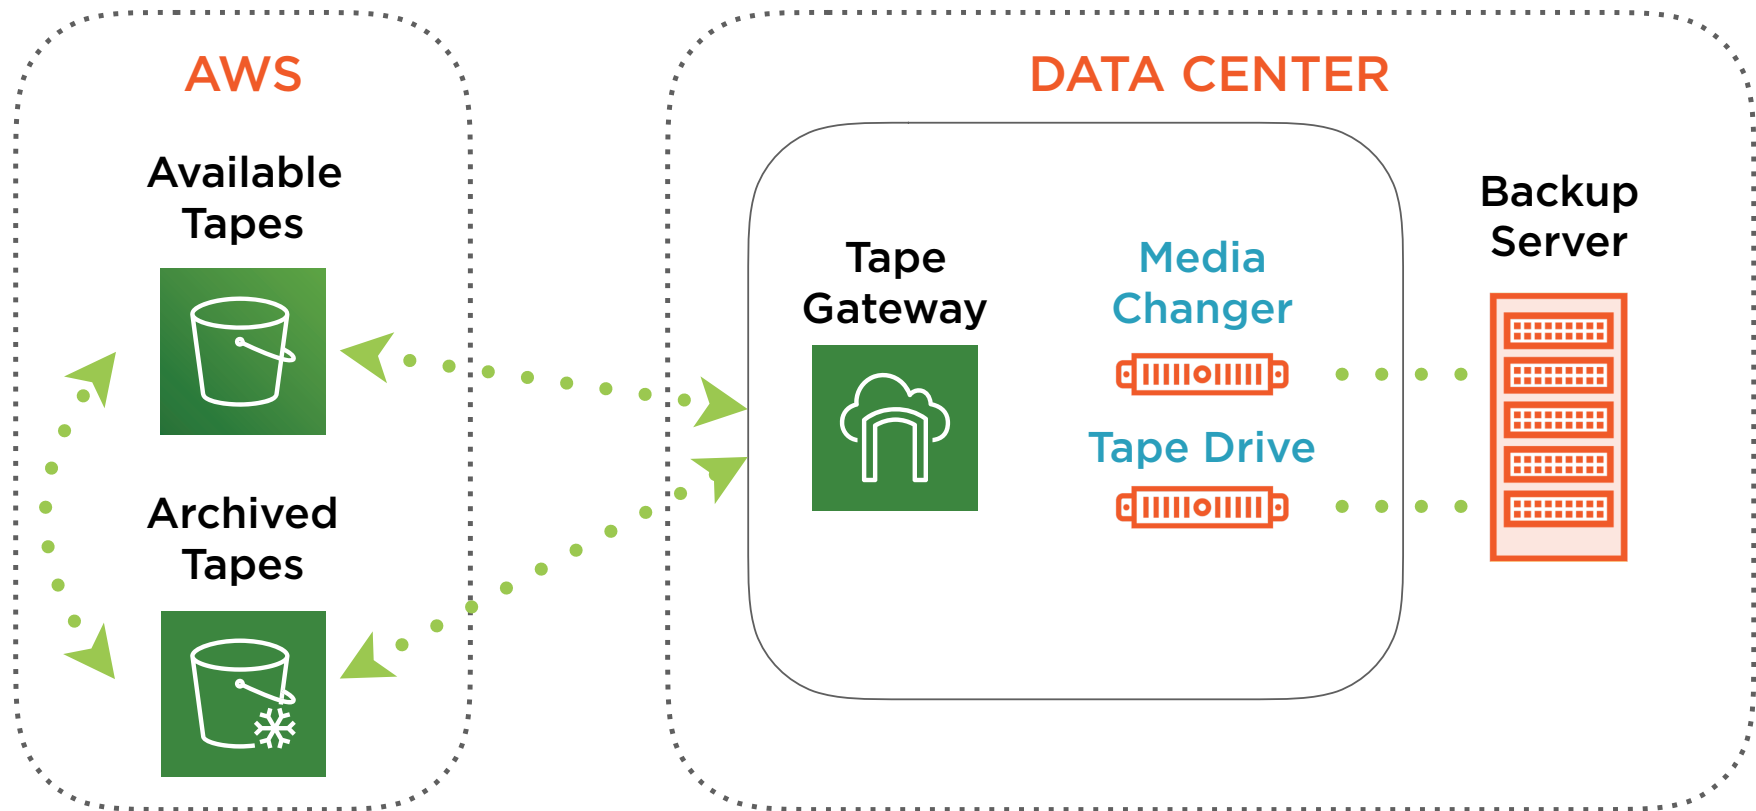 AWS
Available
Tapes
Archived
Tapes
DATA CENTER
Tape
Gateway
Media
Changer
Tape Drive
Backup
Server